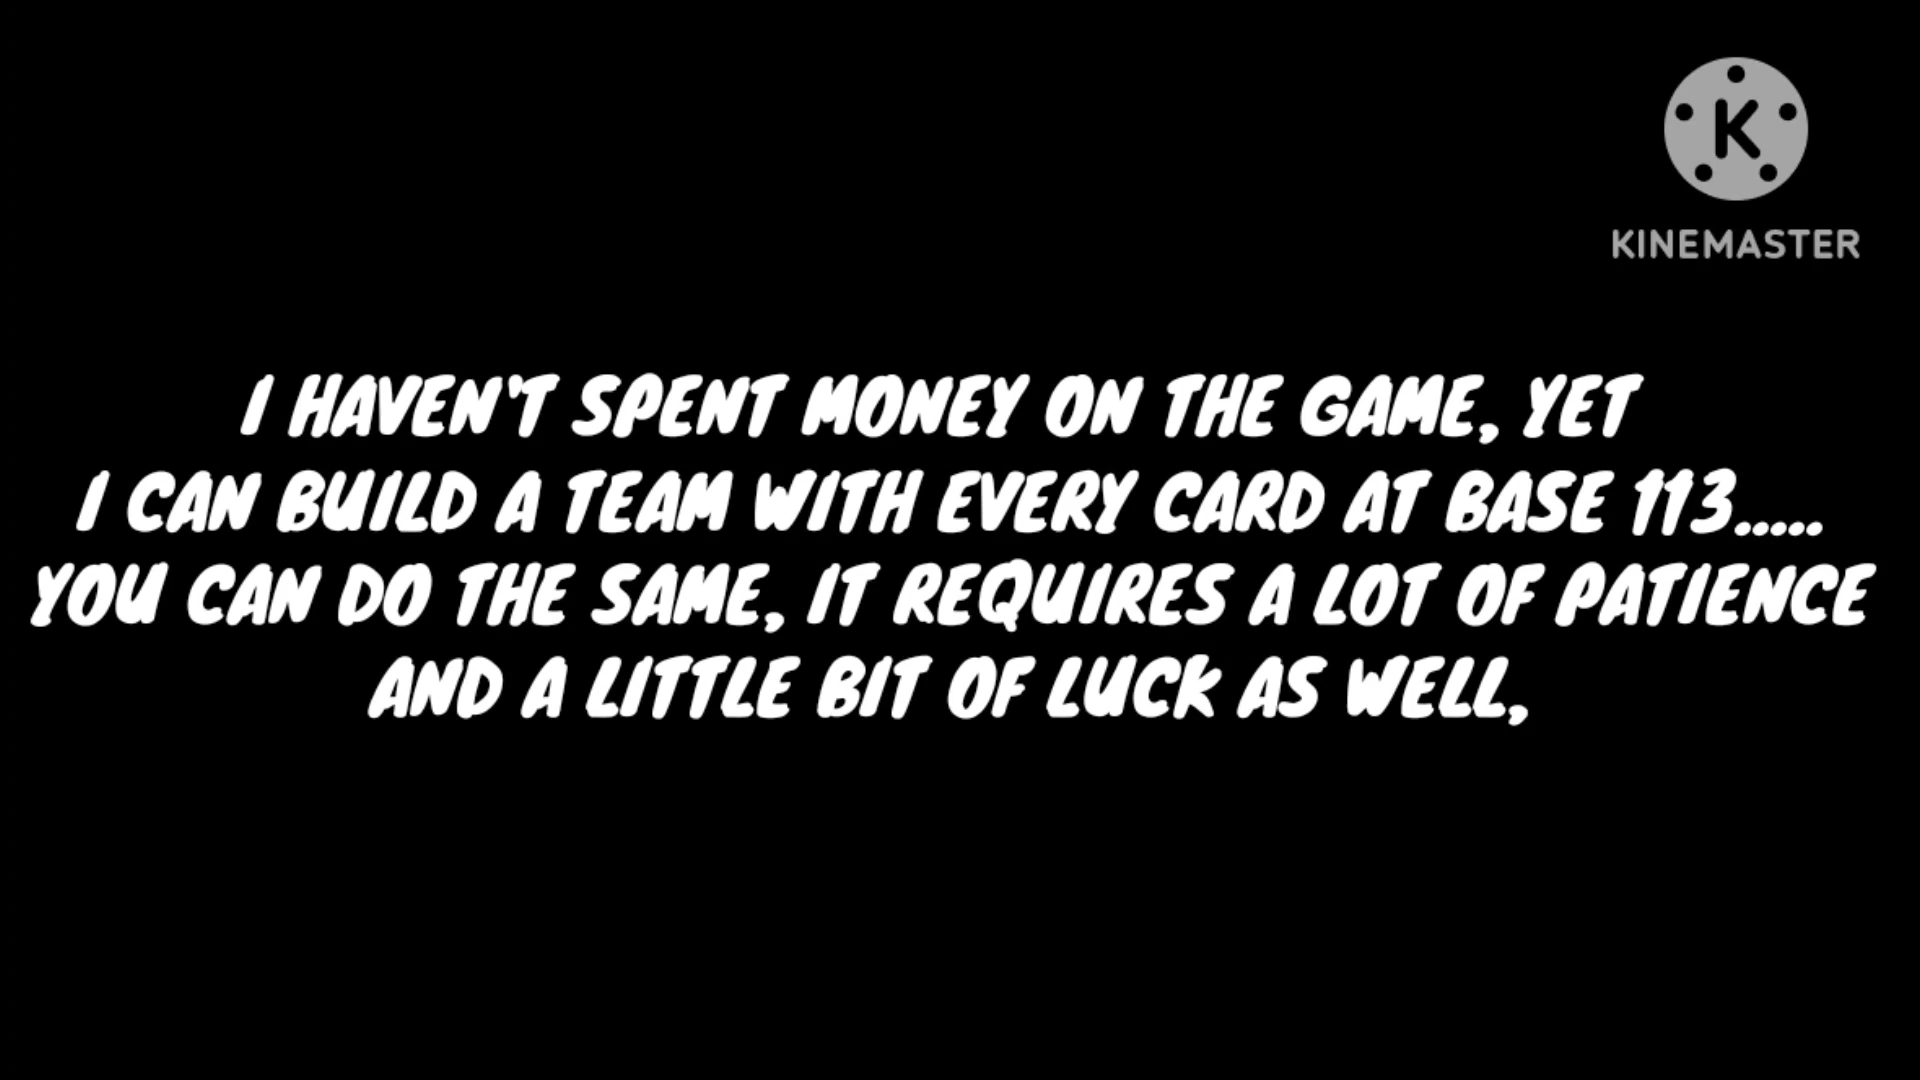 K
KINEMASTER
I HAVEN'T SPENT MONEY ON THE GAME, YET
I CAN BUILD A TEAM WITH EVERY CARD AT BASE 113.....
YOU CAN DO THE SAME, IT REQUIRES A LOT OF PATIENCE
AND A LITTLE BIT OF LUCK AS WELL,